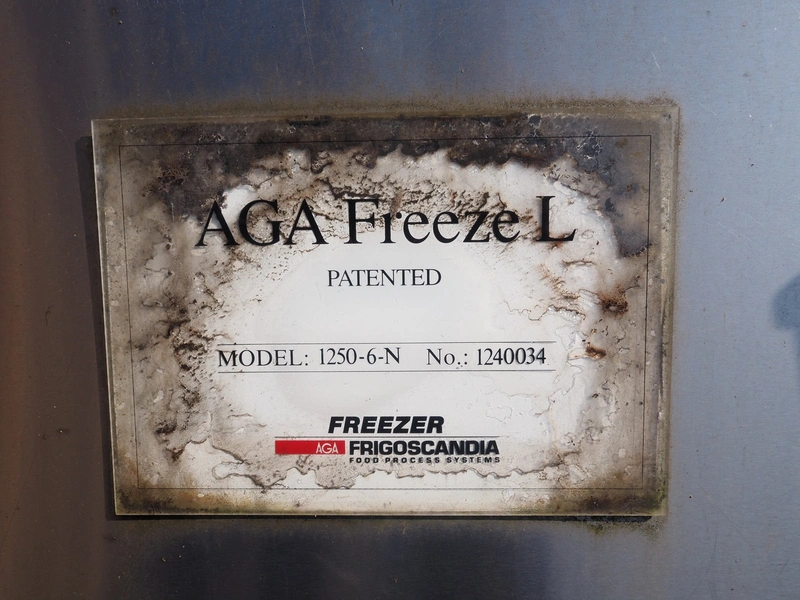 AGA Freeze L
PATENTED
MODEL: 1250-6-N No.: 1240034
FREEZER
AGA FRIGOSCANDIA
FOOD PROCESS SYSTEMS